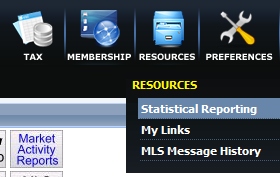 TAX MEMBERSHIP RESOURCES PREFERENCES
RESOURCES
Statistical Reporting
My Links
MLS Message History
Market
Activity
Reports